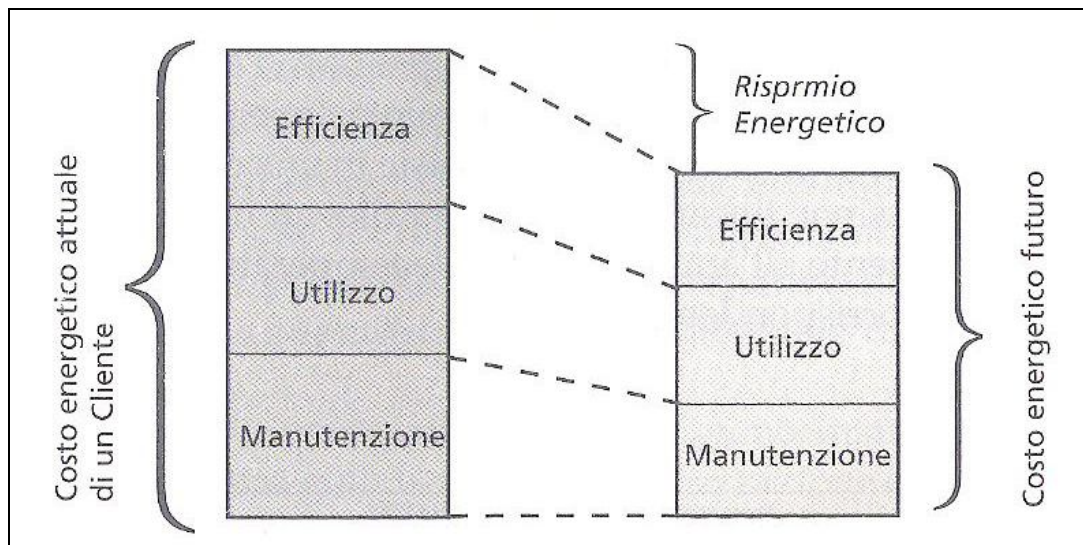 Costo energetico attuale
di un Cliente
Efficienza
Utilizzo
Manutenzione
Risprmio
Energetico
Efficienza
Utilizzo
Manutenzione
Costo energetico futuro